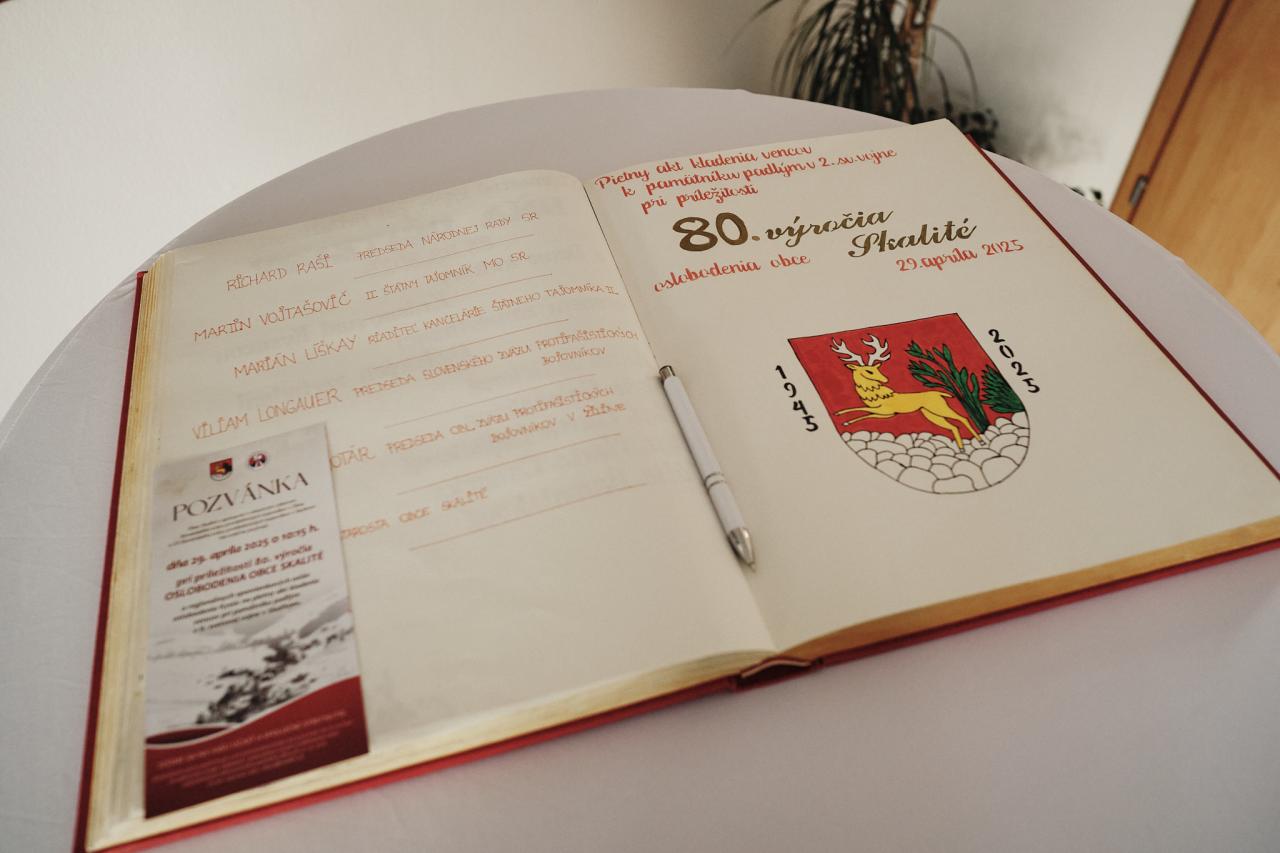 RICHARD RAŠI PREDSEDA NÁRODNEJ RADY SR
MARTIN VOJTAŠOVIČ II. ŠTÁTNY TAJOMNÍK MO SR
MARIÁN LÍŠKAY RIADITEĽ KANCELÁRIE ŠTÁTNEHO TAJOMNÍKA II.
VILIAM LONGAUER PREDSEDA SLOVENSKÉHO ZVÄZU PROTIFAŠISTICKÝCH
BOJOVNÍKOV
OTÁR PREDSEDA OBL. ZVÄZU PROTIFAŠISTICKÝCH
BOJOVNÍKOV V ŽILINE
TAROSTA OBCE SKALITÉ
POZVÁNKA
dňa 29. apríla 2025 o 10:15 h.
pri príležitosti 80. výročia
OSLOBODENIA OBCE SKALITÉ
Pietny akt kladenia vencov
k pamätníku padlým v 2. sv. vojne
pri príležitosti
80. výročia
oslobodenia obce Skalité
29. apríla 2025
1945
2025